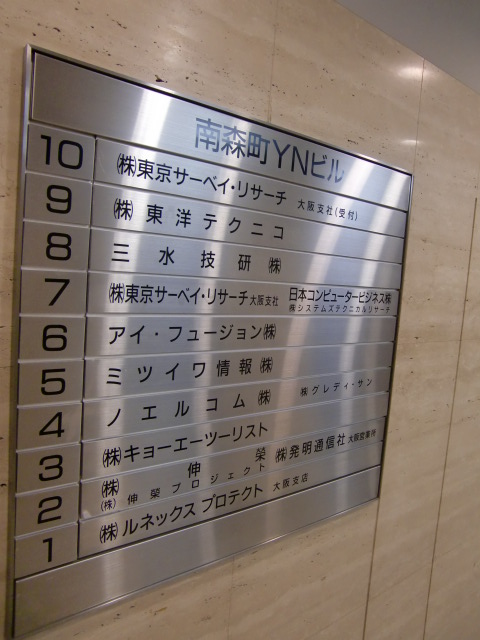 南森町YNビル
10 ㈱東京サーベイ・リサーチ 大阪支社(受付)
9 ㈱東洋テクニコ
8 三水技研㈱
7 ㈱東京サーベイ・リサーチ 大阪支社 日本コンピュータービジネス㈱
㈱システムズテクニカルリサーチ
6 アイ・フュージョン㈱
5 ミツイワ情報㈱
4 ノエルコム㈱ ㈱グレディ・サン
3 ㈱キョーエーツーリスト
2 ㈱伸榮 ㈱発明通信社 大阪営業所
㈱伸榮プロジェクト
1 ㈱ルネックスプロテクト 大阪支店